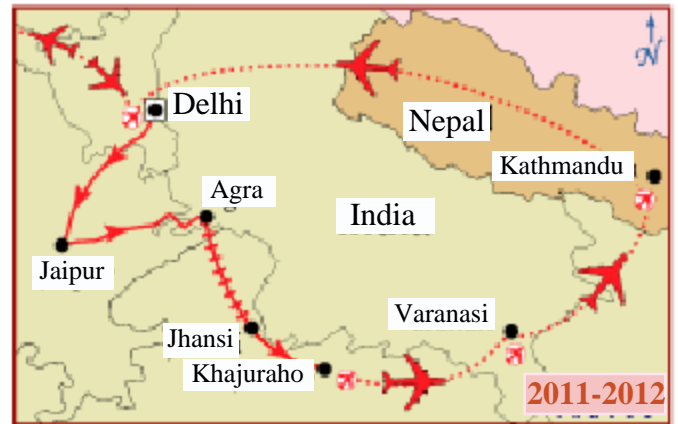 N
Delhi
Nepal
Kathmandu
Agra
India
Jaipur
Varanasi
Jhansi
Khajuraho
2011-2012